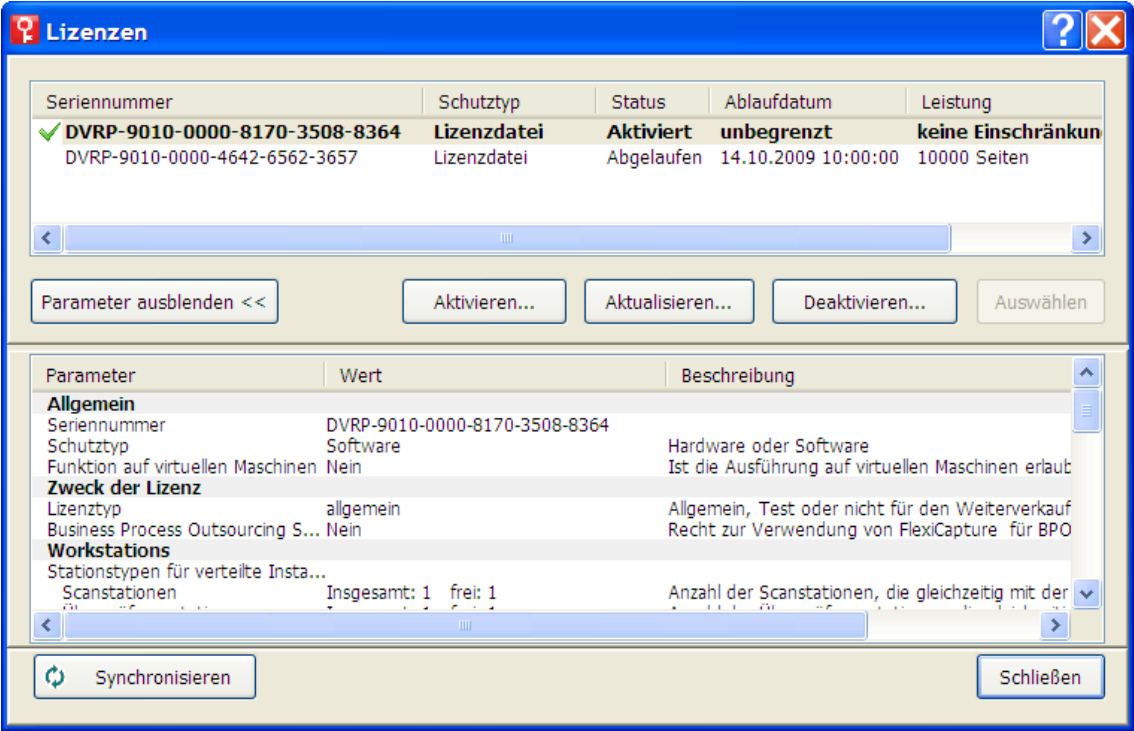 Lizenzen
Seriennummer Schutztyp Status Ablaufdatum Leistung
DVRP-9010-0000-8170-3508-8364 Lizenzdatei Aktiviert unbegrenzt keine Einschränkun
DVRP-9010-0000-4642-6562-3657 Lizenzdatei Abgelaufen 14.10.2009 10:00:00 10000 Seiten
Parameter ausblenden << Aktivieren... Aktualisieren... Deaktivieren... Auswählen
Parameter Wert Beschreibung
Allgemein
Seriennummer DVRP-9010-0000-8170-3508-8364
Schutztyp Software Hardware oder Software
Funktion auf virtuellen Maschinen Nein Ist die Ausführung auf virtuellen Maschinen erlaub
Zweck der Lizenz
Lizenztyp allgemein Allgemein, Test oder nicht für den Weiterverkauf
Business Process Outsourcing S... Nein Recht zur Verwendung von FlexiCapture für BPO
Workstations
Stationstypen für verteilte Insta...
Scanstationen Insgesamt: 1 frei: 1 Anzahl der Scanstationen, die gleichzeitig mit der
Synchronisieren Schließen